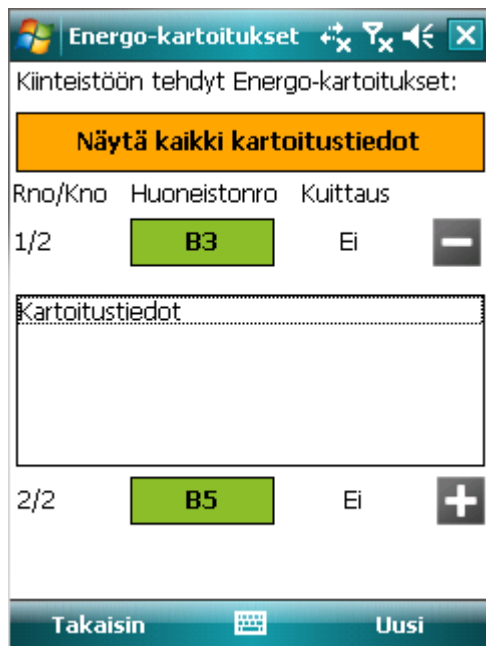 Energo-kartoitukset
Kiinteistöön tehdyt Energo-kartoitukset:
Näytä kaikki kartoitustiedot
Rno/Kno Huoneistonro Kuittaus
1/2 B3 Ei
Kartoitustiedot
2/2 B5 Ei
Takaisin Uusi